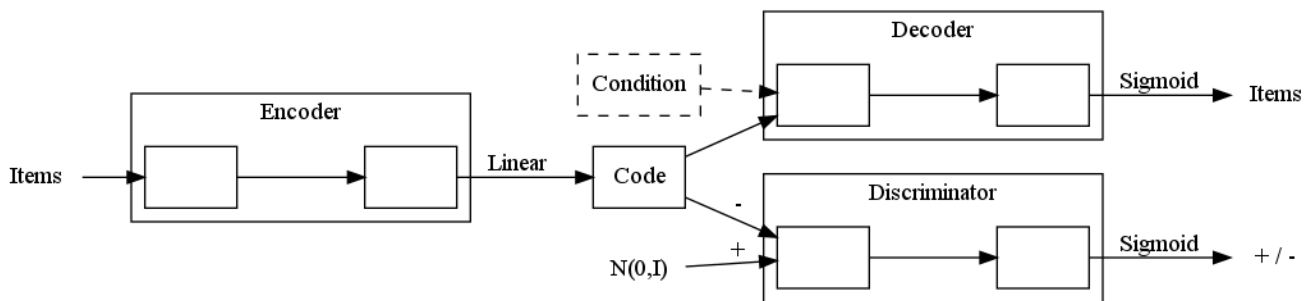 Decoder
Condition
Sigmoid
Items
Encoder
Items
Linear
Code
Discriminator
-
+
N(0,I)
Sigmoid
+ / -